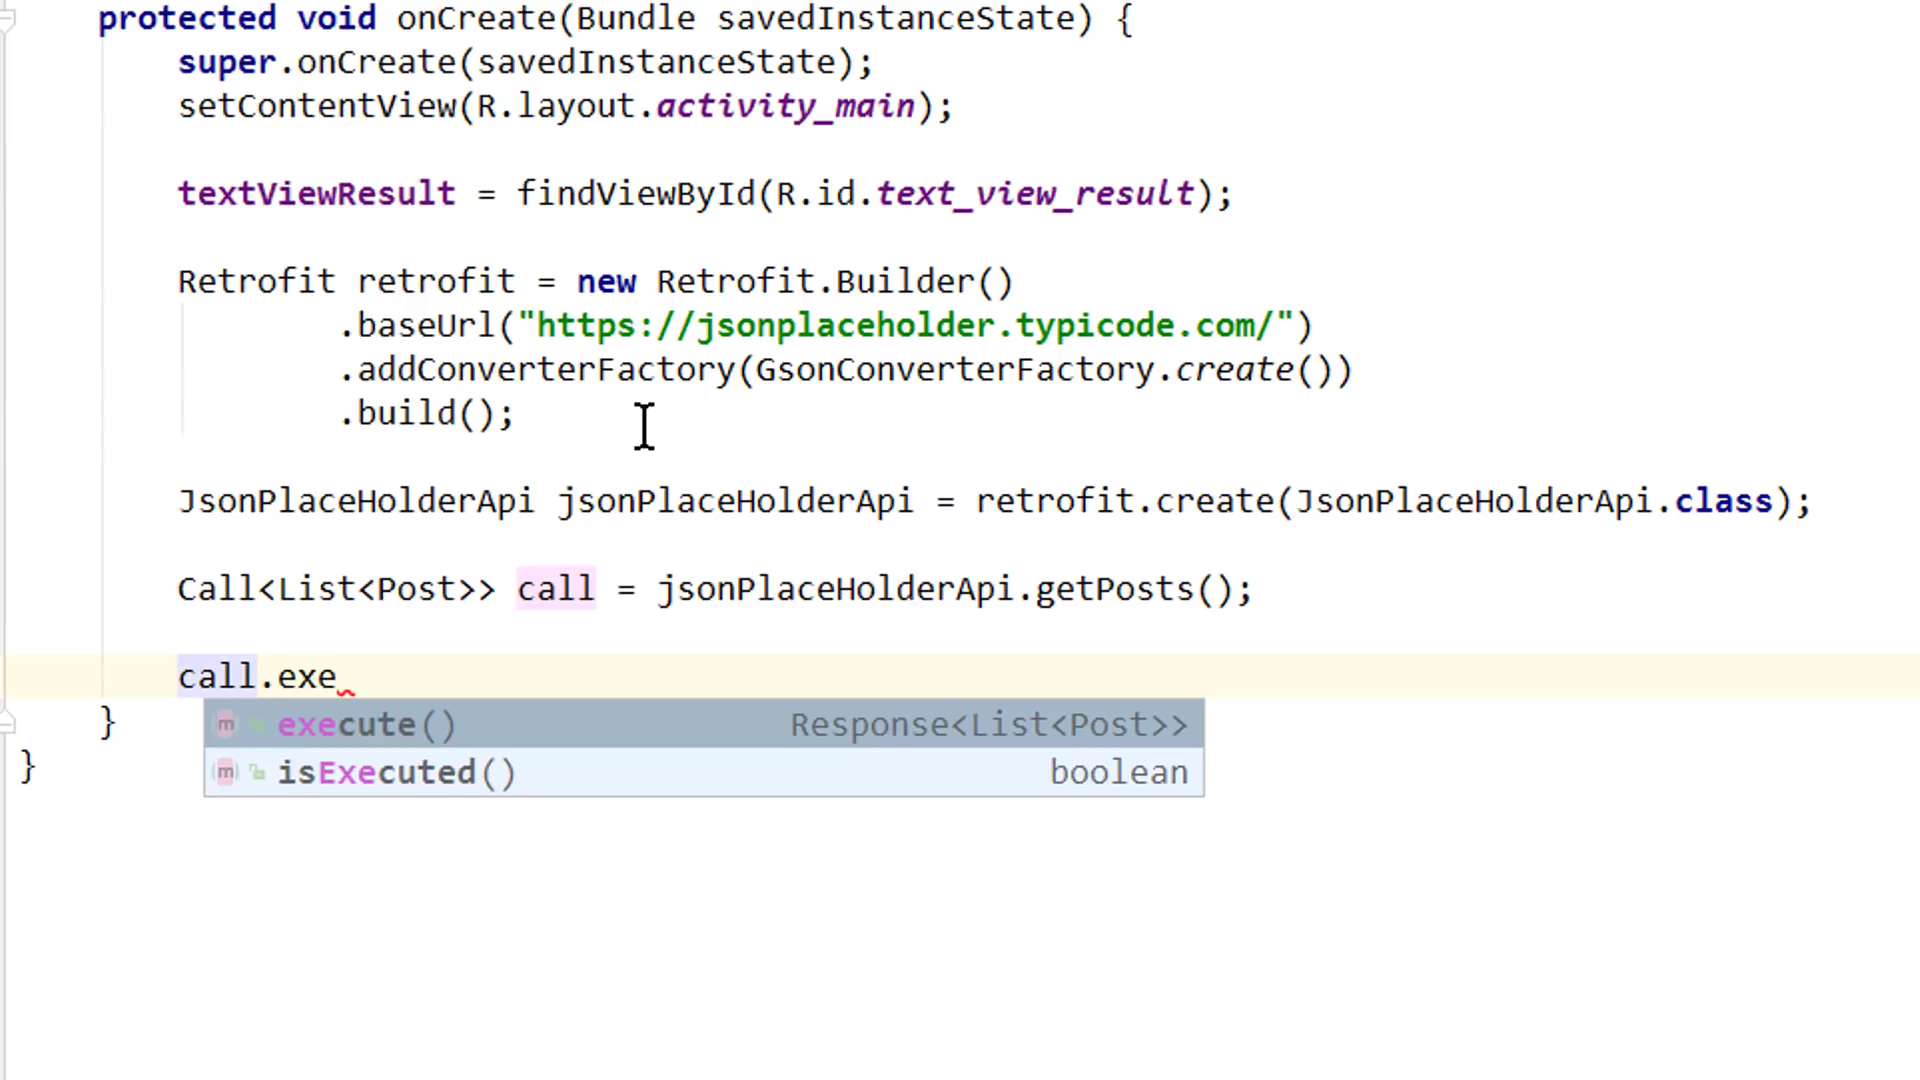 protected void onCreate(Bundle savedInstanceState) {
super.onCreate(savedInstanceState);
setContentView(R.layout.activity_main);
textViewResult = findViewById(R.id.text_view_result);
Retrofit retrofit = new Retrofit.Builder()
.baseUrl("https://jsonplaceholder.typicode.com/")
.addConverterFactory(GsonConverterFactory.create())
.build();
JsonPlaceHolderApi jsonPlaceHolderApi = retrofit.create(JsonPlaceHolderApi.class);
Call<List<Post>> call = jsonPlaceHolderApi.getPosts();
call.exe
} m execute() Response<List<Post>>
} m isExecuted() boolean